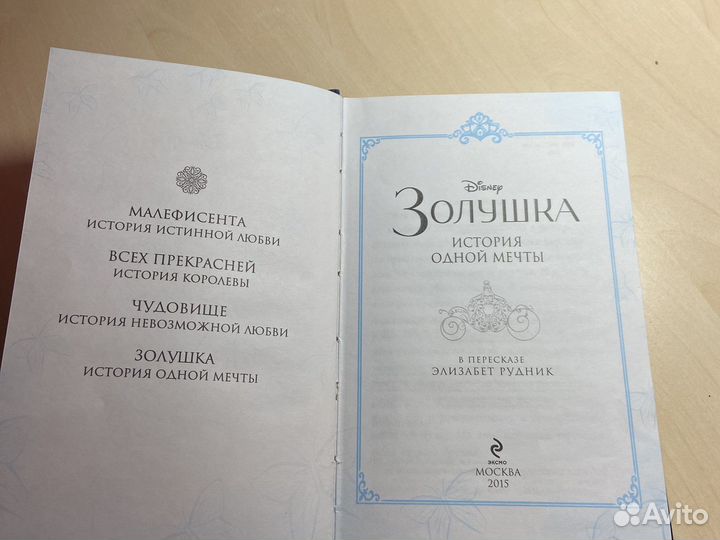 МАЛЕФИСЕНТА
ИСТОРИЯ ИСТИННОЙ ЛЮБВИ
ВСЕХ ПРЕКРАСНЕЙ
ИСТОРИЯ КОРОЛЕВЫ
ЧУДОВИЩЕ
ИСТОРИЯ НЕВОЗМОЖНОЙ ЛЮБВИ
ЗОЛУШКА
ИСТОРИЯ ОДНОЙ МЕЧТЫ
Disney
ЗОЛУШКА
ИСТОРИЯ
ОДНОЙ МЕЧТЫ
В ПЕРЕСКАЗЕ
ЭЛИЗАБЕТ РУДНИК
ЭКСМО
МОСКВА
2015
Avito